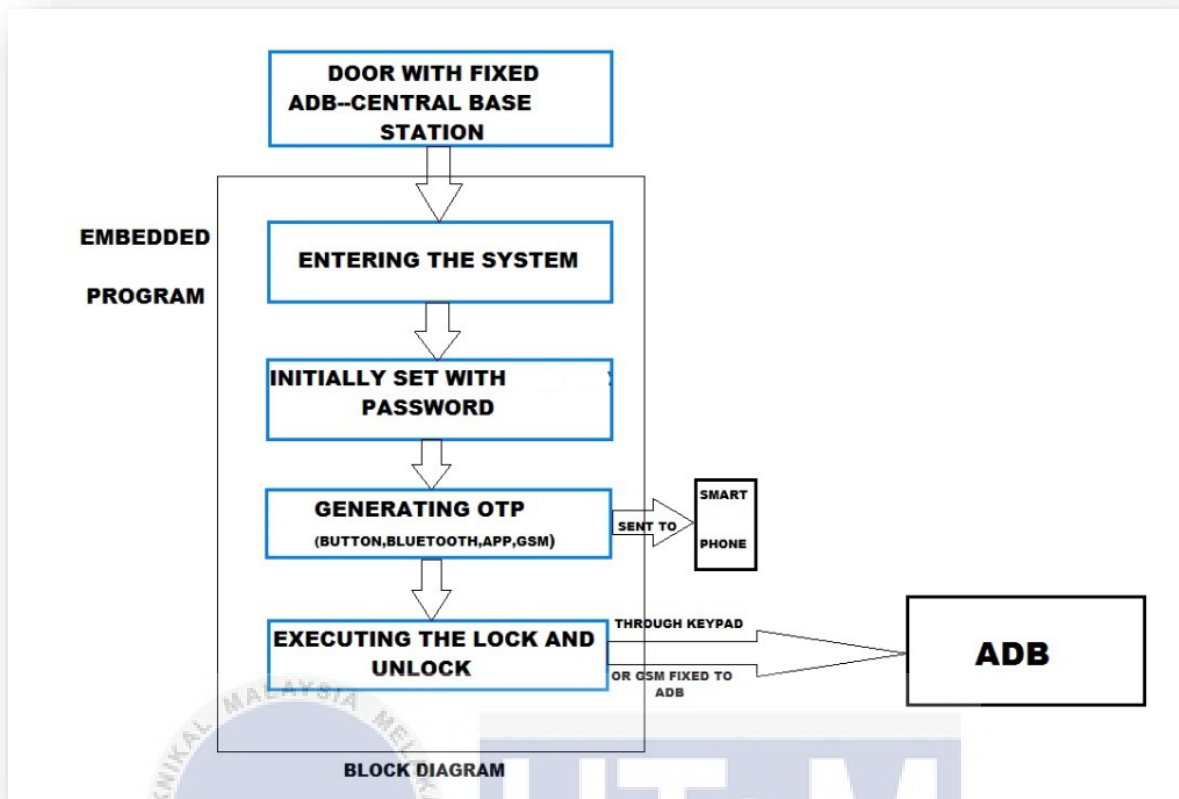 DOOR WITH FIXED
ADB--CENTRAL BASE
STATION
EMBEDDED
PROGRAM
ENTERING THE SYSTEM
INITIALLY SET WITH
PASSWORD
GENERATING OTP
(BUTTON,BLUETOOTH,APP,GSM)
SENT TO
SMART
PHONE
EXECUTING THE LOCK AND
UNLOCK
THROUGH KEYPAD
OR GSM FIXED TO
ADB
ADB
BLOCK DIAGRAM
MALAYSIA